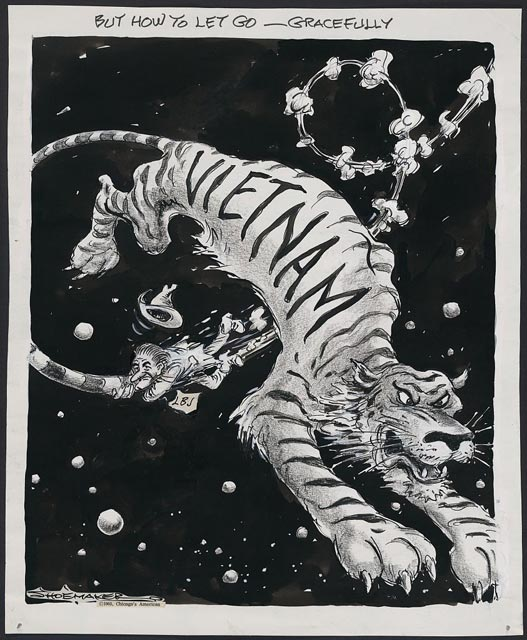 BUT HOW TO LET GO — GRACEFULLY
VIETNAM
LBJ
SHOEMAKER
©1965, Chicago's American